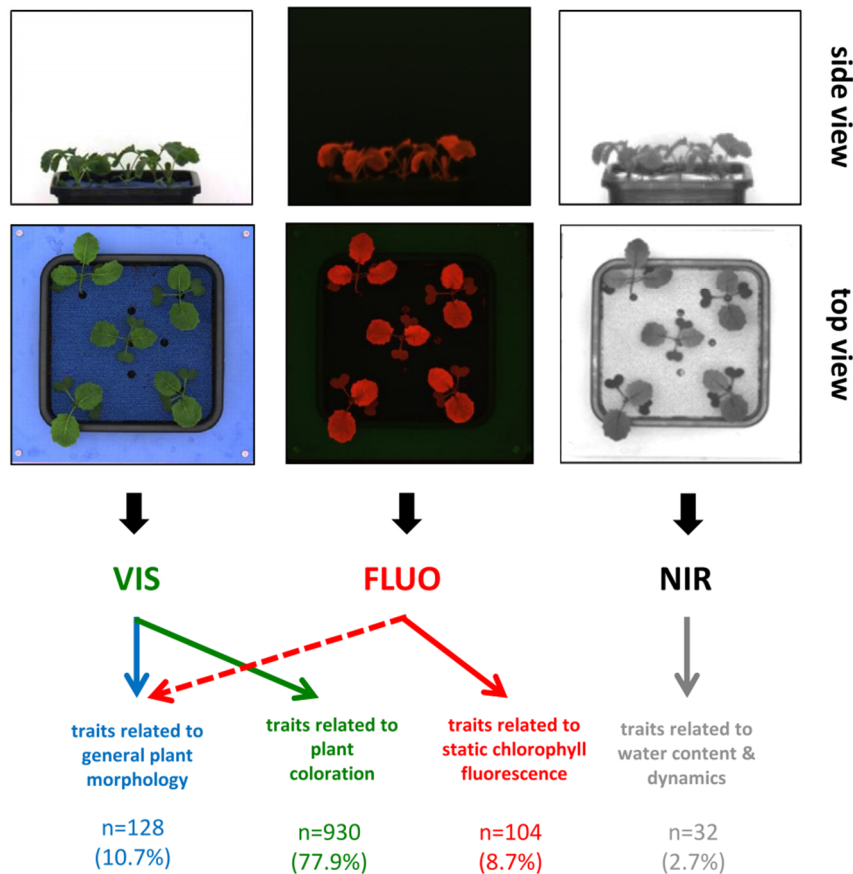 side view
top view
VIS
FLUO
NIR
traits related to
general plant
morphology
n=128
(10.7%)
traits related to
plant
coloration
n=930
(77.9%)
traits related to
static chlorophyll
fluorescence
n=104
(8.7%)
traits related to
water content &
dynamics
n=32
(2.7%)